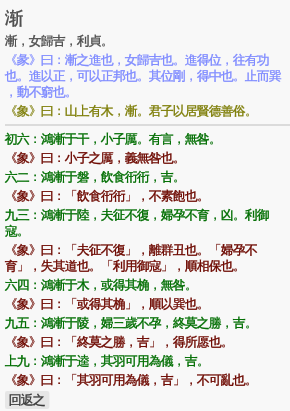 渐
漸，女歸吉，利貞。
《彖》曰：漸之進也，女歸吉也。進得位，往有功
也。進以正，可以正邦也。其位剛，得中也。止而巽
，動不窮也。
《象》曰：山上有木，漸。君子以居賢德善俗。
初六：鴻漸于干，小子厲。有言，無咎。
《象》曰：小子之厲，義無咎也。
六二：鴻漸于磐，飲食衎衎，吉。
《象》曰：「飲食衎衎」，不素飽也。
九三：鴻漸于陸，夫征不復，婦孕不育，凶。利御
寇。
《象》曰：「夫征不復」，離群丑也。「婦孕不
育」，失其道也。「利用御寇」，順相保也。
六四：鴻漸于木，或得其桷，無咎。
《象》曰：「或得其桷」，順以巽也。
九五：鴻漸于陵，婦三歲不孕，終莫之勝，吉。
《象》曰：「終莫之勝，吉」，得所愿也。
上九：鴻漸于逵，其羽可用為儀，吉。
《象》曰：「其羽可用為儀，吉」，不可亂也。
回返之